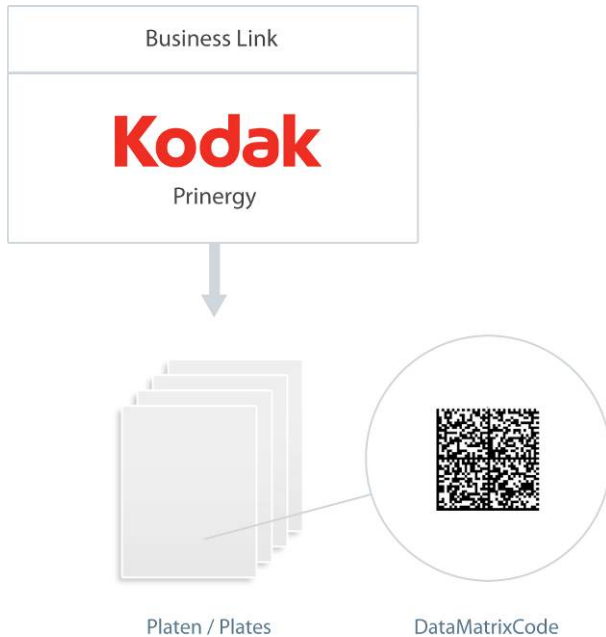 Business Link
Kodak
Prinergy
Platen / Plates
DataMatrixCode